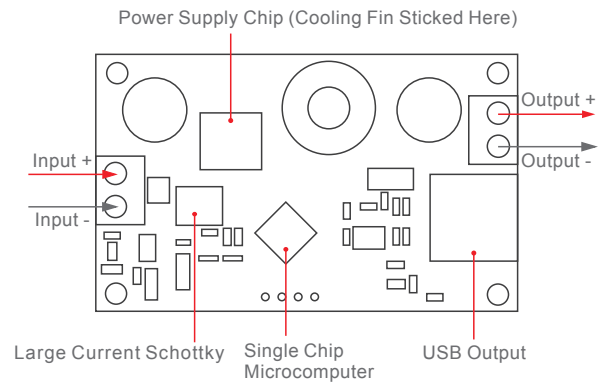 Power Supply Chip (Cooling Fin Sticked Here)
Output +
Output -
Input +
Input -
Large Current Schottky
Single Chip
Microcomputer
USB Output